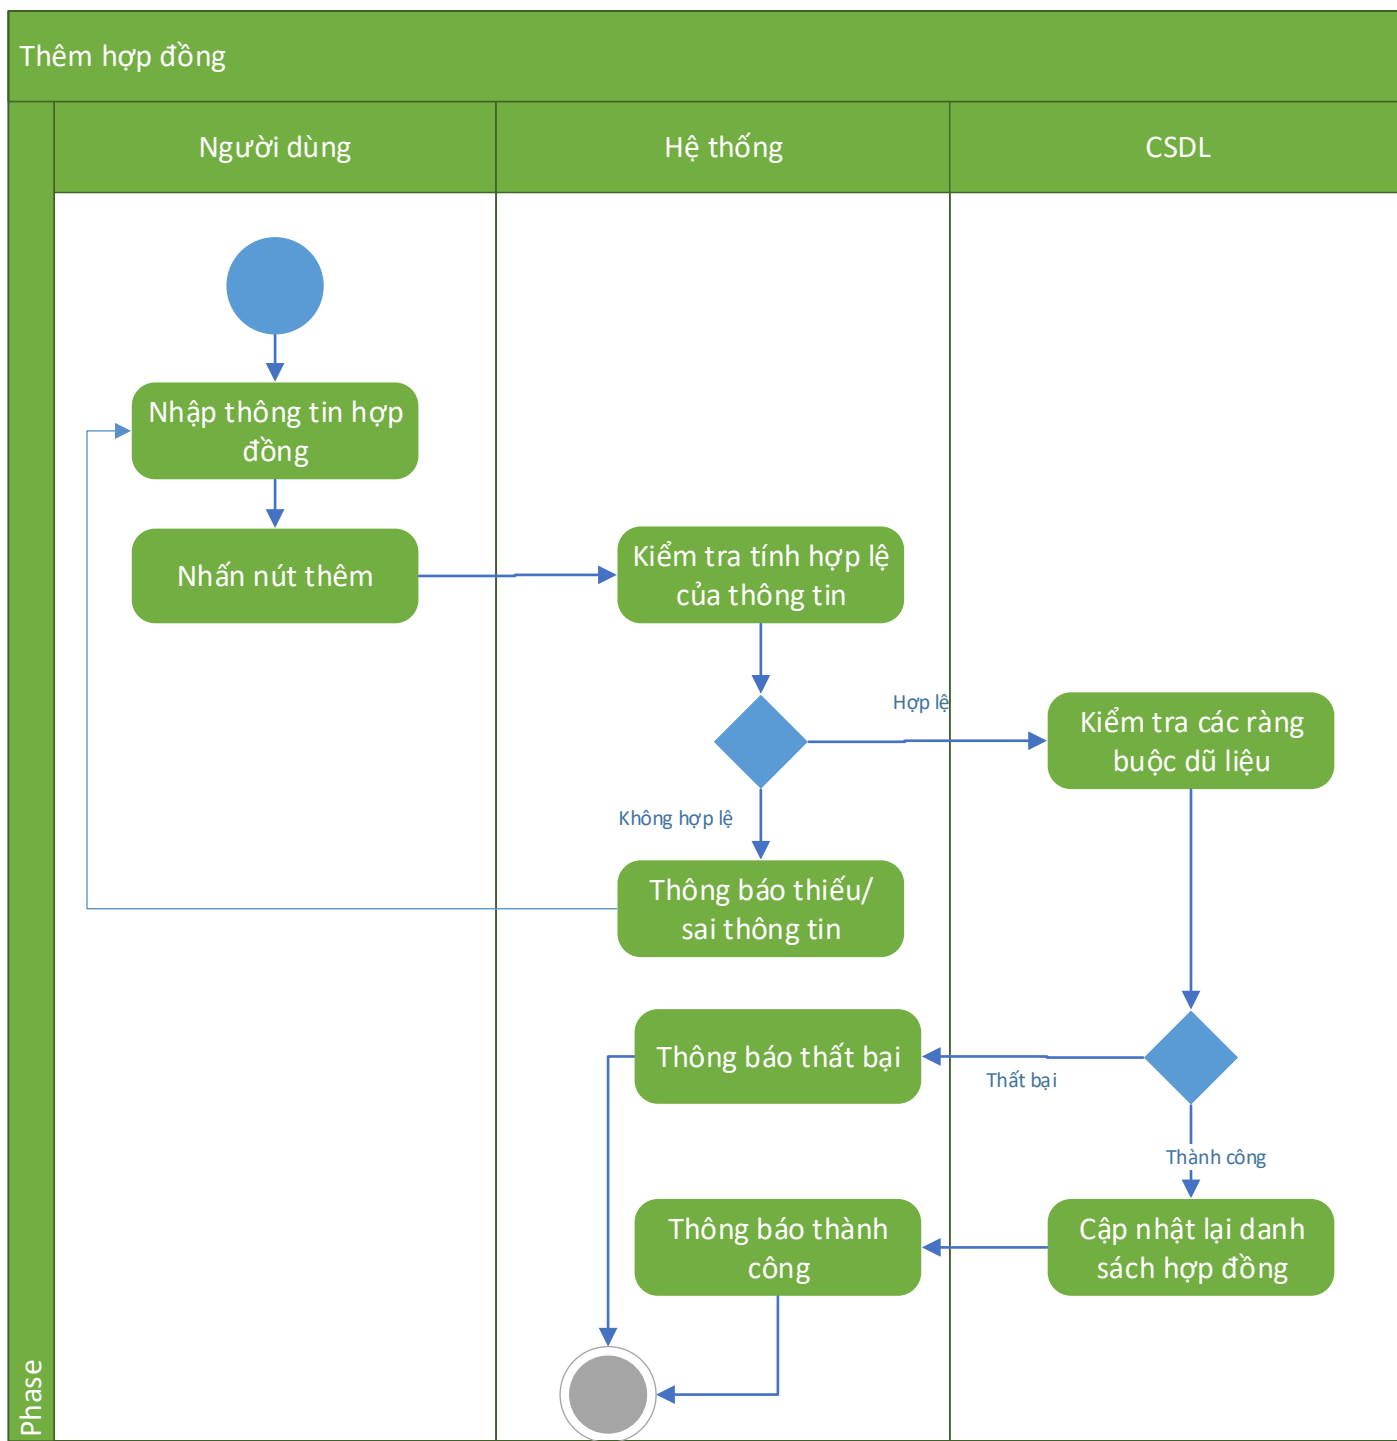 Thêm hợp đồng
Người dùng
Hệ thống
CSDL
Nhập thông tin hợp
đồng
Nhấn nút thêm
Kiểm tra tính hợp lệ
của thông tin
Hợp lệ
Kiểm tra các ràng
buộc dũ liệu
Không hợp lệ
Thông báo thiếu/
sai thông tin
Thông báo thất bại
Thất bại
Thành công
Thông báo thành
công
Cập nhật lại danh
sách hợp đồng
Phase